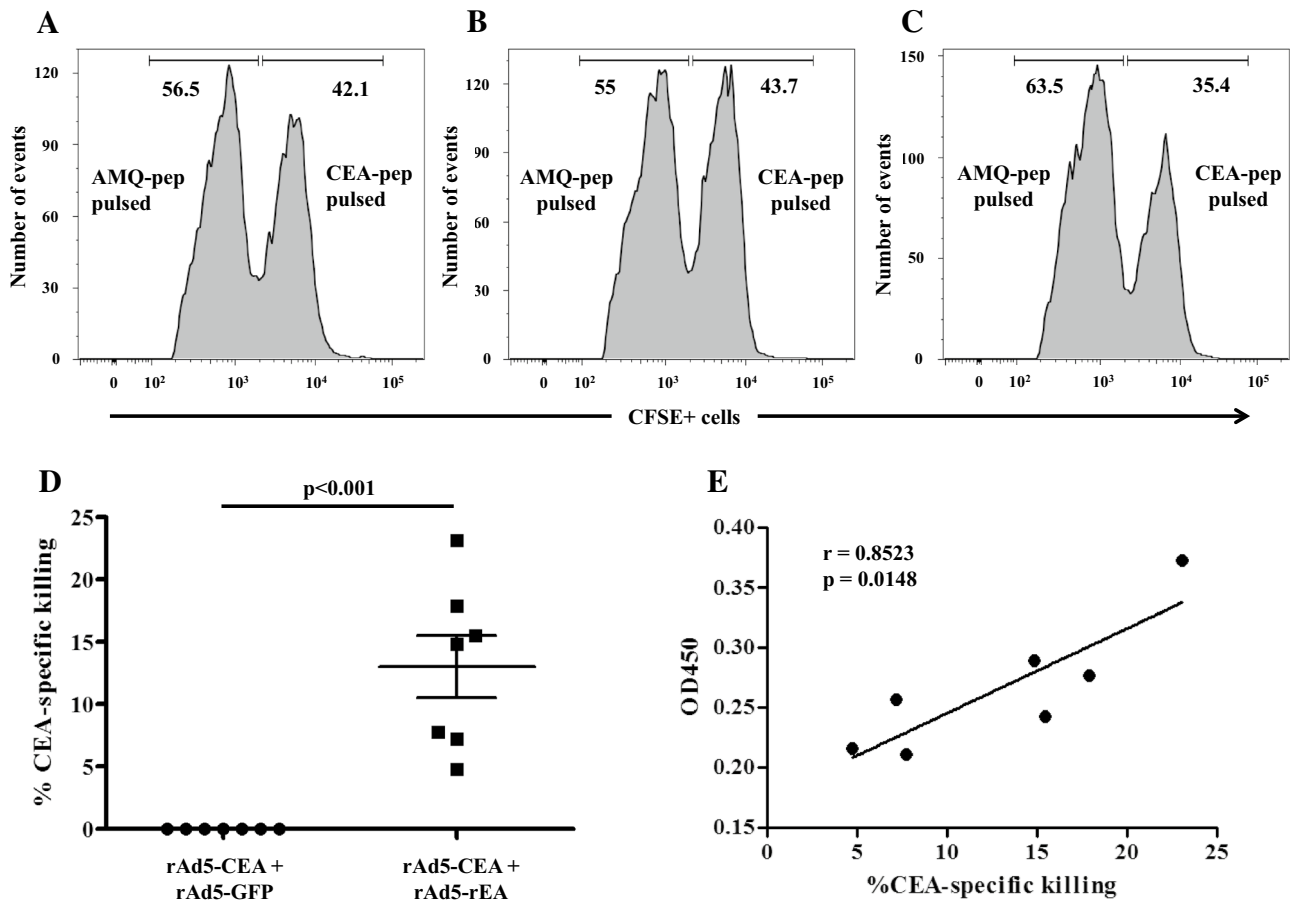 A
Number of events
120
90
60
30
0
56.5
42.1
AMQ-pep
pulsed
CEA-pep
pulsed
0
10²
10³
10⁴
10⁵
B
Number of events
120
90
60
30
0
55
43.7
AMQ-pep
pulsed
CEA-pep
pulsed
0
10²
10³
10⁴
10⁵
C
Number of events
150
100
50
0
63.5
35.4
AMQ-pep
pulsed
CEA-pep
pulsed
0
10²
10³
10⁴
10⁵
CFSE+ cells
D
p<0.001
% CEA-specific killing
25
20
15
10
5
0
rAd5-CEA +
rAd5-GFP
rAd5-CEA +
rAd5-rEA
E
r = 0.8523
p = 0.0148
OD450
0.40
0.35
0.30
0.25
0.20
0.15
0
5
10
15
20
25
%CEA-specific killing